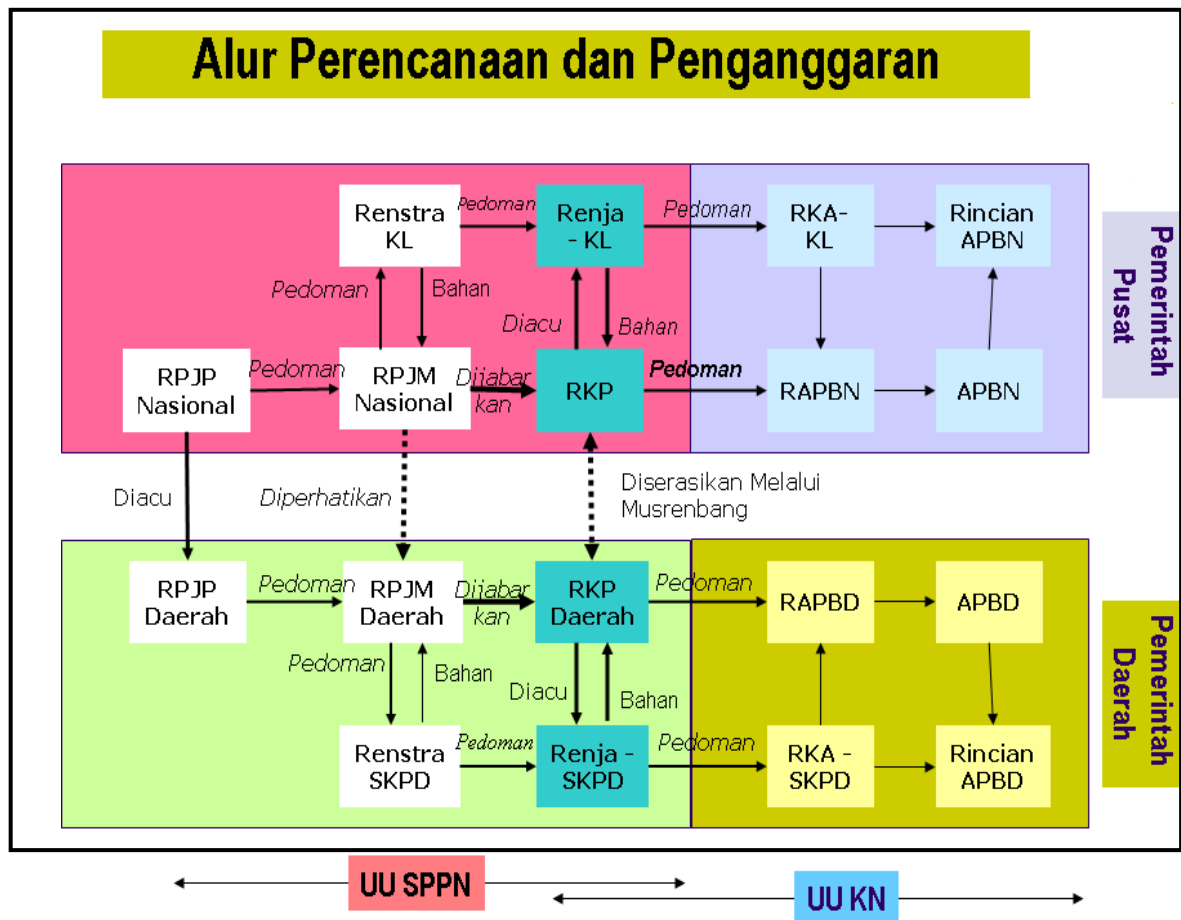 Alur Perencanaan dan Penganggaran
Renstra
KL
Pedoman
Renja
- KL
Pedoman
RKA-
KL
Rincian
APBN
Pemerintah
Pusat
Pedoman
Bahan
Diacu
Bahan
RPJP
Nasional
Pedoman
RPJM
Nasional
Dijabar
kan
RKP
Pedoman
RAPBN
APBN
Diacu
Diperhatikan
Diserasikan Melalui
Musrenbang
RPJP
Daerah
Pedoman
RPJM
Daerah
Dijabar
kan
RKP
Daerah
Pedoman
RAPBD
APBD
Pemerintah
Daerah
Pedoman
Bahan
Diacu
Bahan
Renstra
SKPD
Pedoman
Renja -
SKPD
Pedoman
RKA -
SKPD
Rincian
APBD
UU SPPN
UU KN